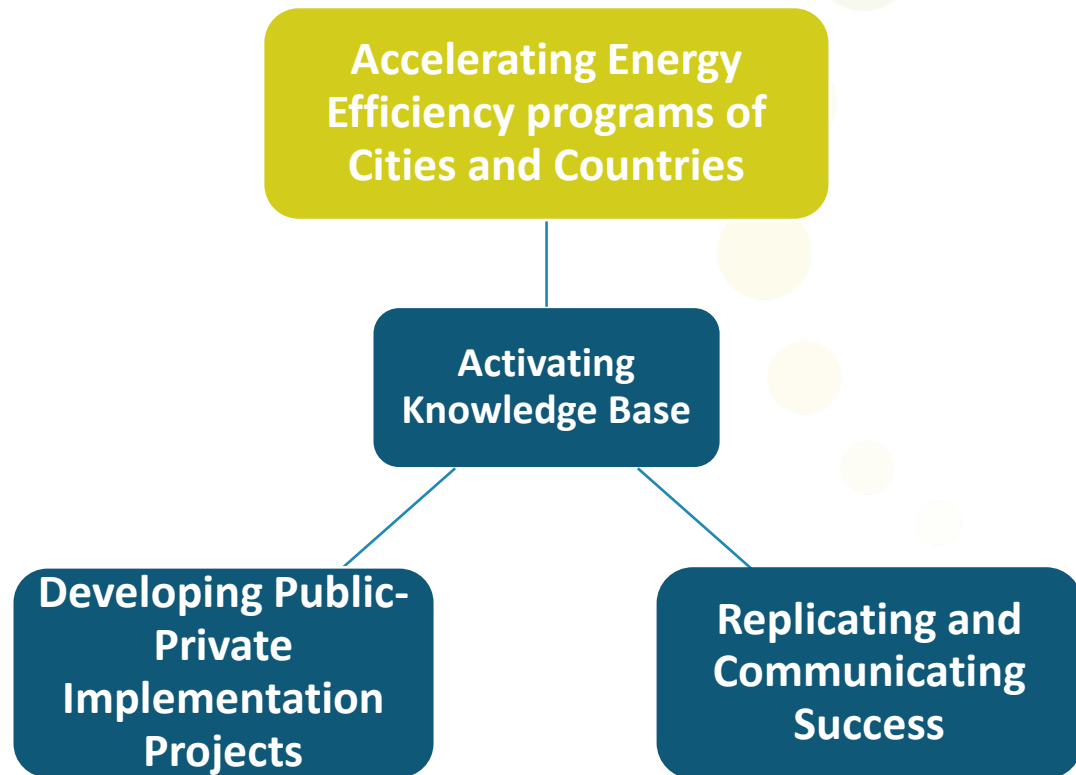 Accelerating Energy
Efficiency programs of
Cities and Countries
Activating
Knowledge Base
Developing Public-
Private
Implementation
Projects
Replicating and
Communicating
Success